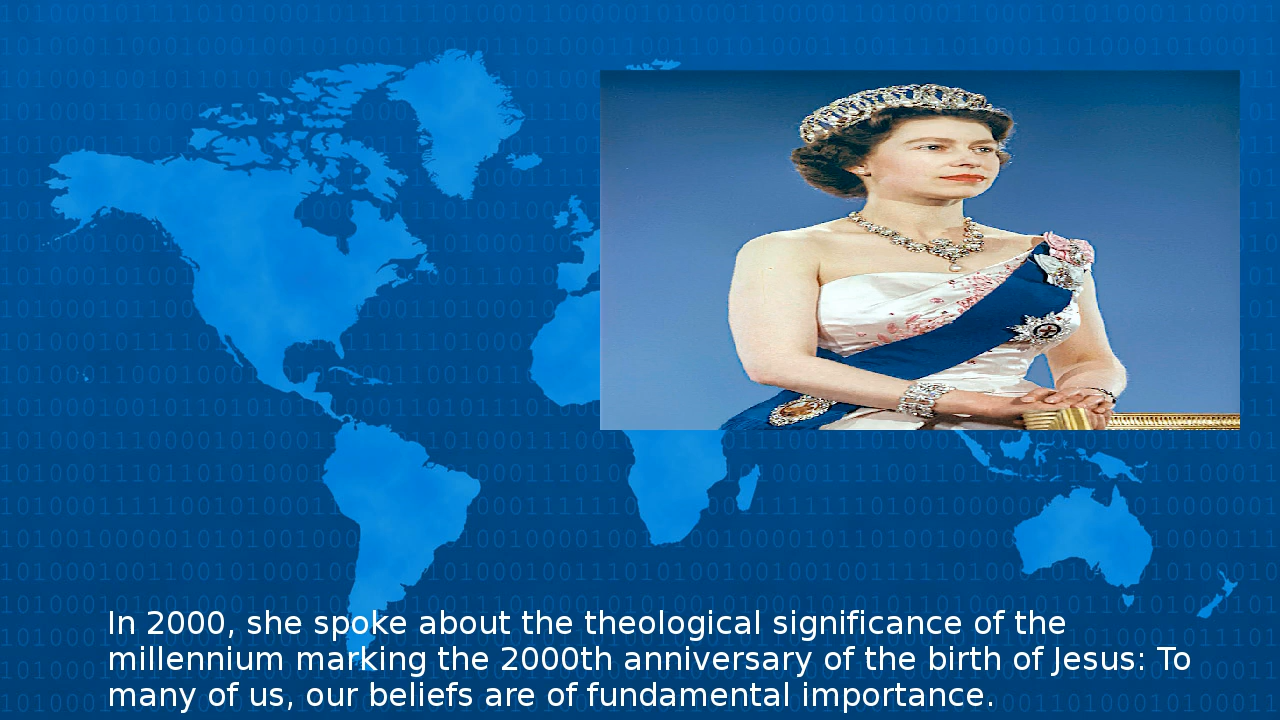 In 2000, she spoke about the theological significance of the
millennium marking the 2000th anniversary of the birth of Jesus: To
many of us, our beliefs are of fundamental importance.